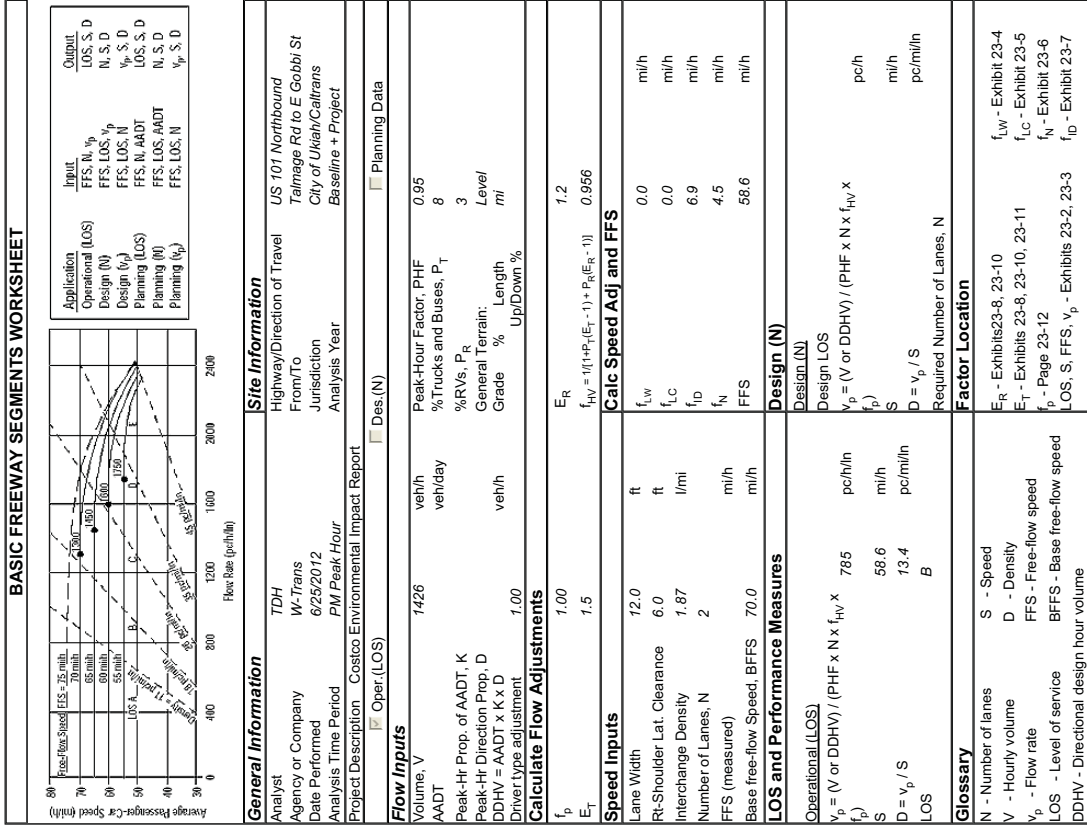 BASIC FREEWAY SEGMENTS WORKSHEET
Average Passenger-Car Speed (mi/h)
80
70
60
50
40
30
Free-Flow Speed, FFS = 75 mi/h
70 mi/h
65 mi/h
60 mi/h
55 mi/h
1300
1450
1600
1750
LOS A
B
C
D
E
Density = 11 pc/mi/ln
18 pc/mi/ln
26 pc/mi/ln
35 pc/mi/ln
45 pc/mi/ln
0 400 800 1200 1600 2000 2400
Flow Rate (pc/h/ln)
Application Input Output
Operational (LOS) FFS, N, vp LOS, S, D
Design (N) FFS, LOS, vp N, S, D
Design (vp) FFS, LOS, N vp, S, D
Planning (LOS) FFS, N, AADT LOS, S, D
Planning (N) FFS, LOS, AADT N, S, D
Planning (vp) FFS, LOS, N vp, S, D
General Information Site Information
Analyst TDH Highway/Direction of Travel US 101 Northbound
Agency or Company W-Trans From/To Talmage Rd to E Gobbi St
Date Performed 6/25/2012 Jurisdiction City of Ukiah/Caltrans
Analysis Time Period PM Peak Hour Analysis Year Baseline + Project
Project Description Costco Environmental Impact Report
Oper.(LOS) Des.(N) Planning Data
Flow Inputs
Volume, V 1426 veh/h Peak-Hour Factor, PHF 0.95
AADT veh/day %Trucks and Buses, PT 8
Peak-Hr Prop. of AADT, K %RVs, PR 3
Peak-Hr Direction Prop, D General Terrain: Level
DDHV = AADT x K x D veh/h Grade % Length mi
Driver type adjustment 1.00 Up/Down %
Calculate Flow Adjustments
fp 1.00 ER 1.2
ET 1.5 fHV = 1/[1+PT(ET - 1) + PR(ER - 1)] 0.956
Speed Inputs Calc Speed Adj and FFS
Lane Width 12.0 ft fLW 0.0 mi/h
Rt-Shoulder Lat. Clearance 6.0 ft fLC 0.0 mi/h
Interchange Density 1.87 I/mi fID 6.9 mi/h
Number of Lanes, N 2 fN 4.5 mi/h
FFS (measured) mi/h FFS 58.6 mi/h
Base free-flow Speed, BFFS 70.0 mi/h
LOS and Performance Measures Design (N)
Operational (LOS) Design (N)
Design LOS
vp = (V or DDHV) / (PHF x N x fHV x
fp) 785 pc/h/ln
vp = (V or DDHV) / (PHF x N x fHV x
fp) pc/h
S 58.6 mi/h S mi/h
D = vp / S 13.4 pc/mi/ln D = vp / S pc/mi/ln
LOS B Required Number of Lanes, N
Glossary Factor Location
N - Number of lanes S - Speed ER - Exhibits23-8, 23-10 fLW - Exhibit 23-4
V - Hourly volume D - Density ET - Exhibits 23-8, 23-10, 23-11 fLC - Exhibit 23-5
vp - Flow rate FFS - Free-flow speed fp - Page 23-12 fN - Exhibit 23-6
LOS - Level of service BFFS - Base free-flow speed LOS, S, FFS, vp - Exhibits 23-2, 23-3 fID - Exhibit 23-7
DDHV - Directional design hour volume